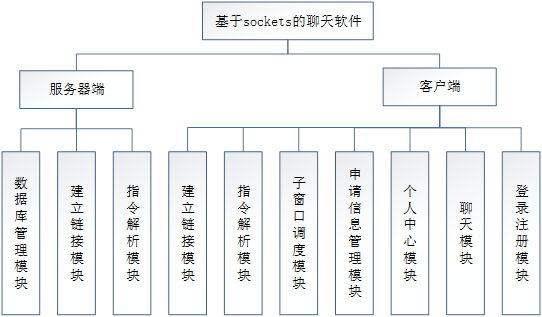 基于sockets的聊天软件
服务器端
客户端
数据库管理模块
建立链接模块
指令解析模块
建立链接模块
指令解析模块
子窗口调度模块
申请信息管理模块
个人中心模块
聊天模块
登录注册模块